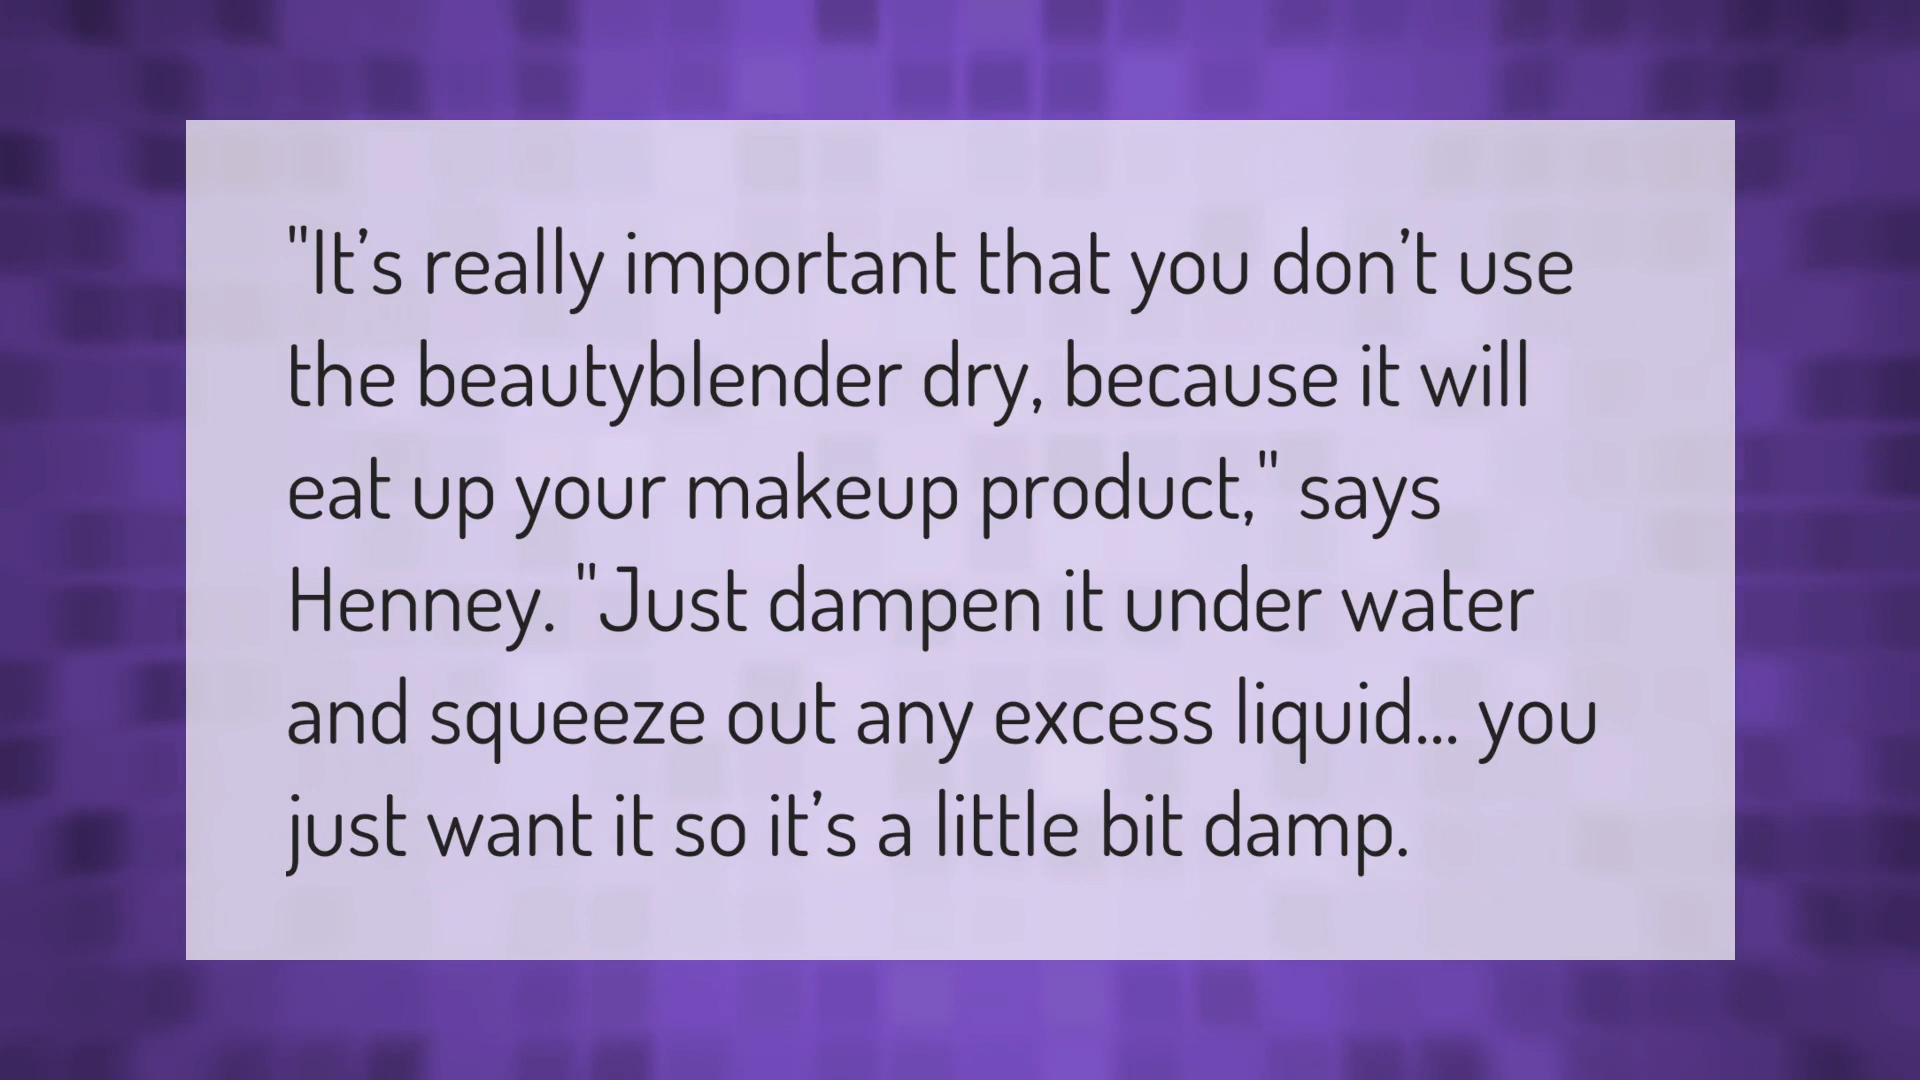 "It’s really important that you don’t use
the beautyblender dry, because it will
eat up your makeup product," says
Henney. "Just dampen it under water
and squeeze out any excess liquid... you
just want it so it’s a little bit damp.